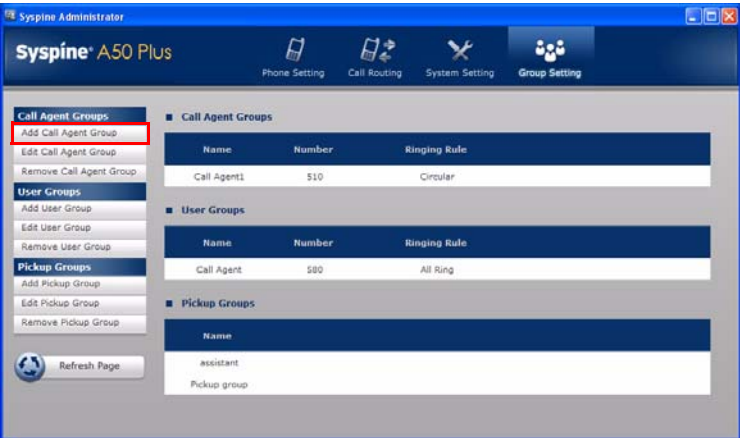 Syspine Administrator
Syspine® A50 Plus
Phone Setting
Call Routing
System Setting
Group Setting
Call Agent Groups
Add Call Agent Group
Edit Call Agent Group
Remove Call Agent Group
User Groups
Add User Group
Edit User Group
Remove User Group
Pickup Groups
Add Pickup Group
Edit Pickup Group
Remove Pickup Group
Refresh Page
Call Agent Groups
Name Number Ringing Rule
Call Agent1 510 Circular
User Groups
Name Number Ringing Rule
Call Agent 580 All Ring
Pickup Groups
Name
assistant
Pickup group